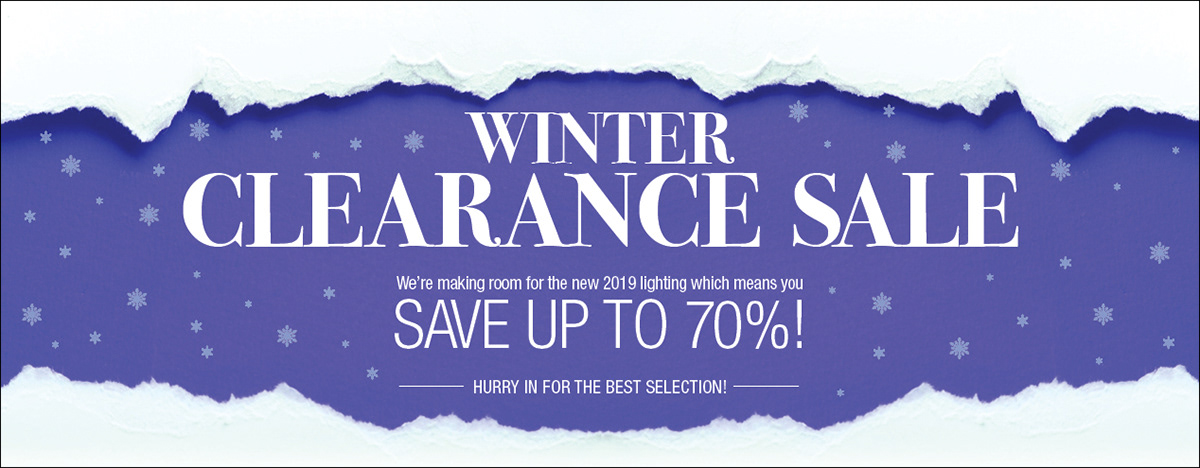 WINTER
CLEARANCE SALE
We're making room for the new 2019 lighting which means you
SAVE UP TO 70%!
HURRY IN FOR THE BEST SELECTION!